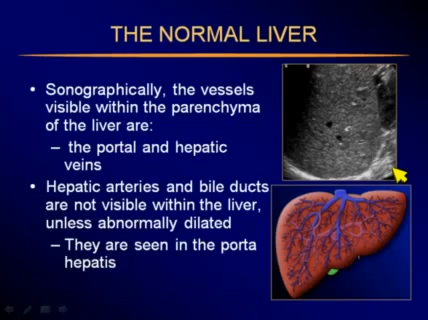 THE NORMAL LIVER
• Sonographically, the vessels
visible within the parenchyma
of the liver are:
– the portal and hepatic
veins
• Hepatic arteries and bile ducts
are not visible within the liver,
unless abnormally dilated
– They are seen in the porta
hepatis